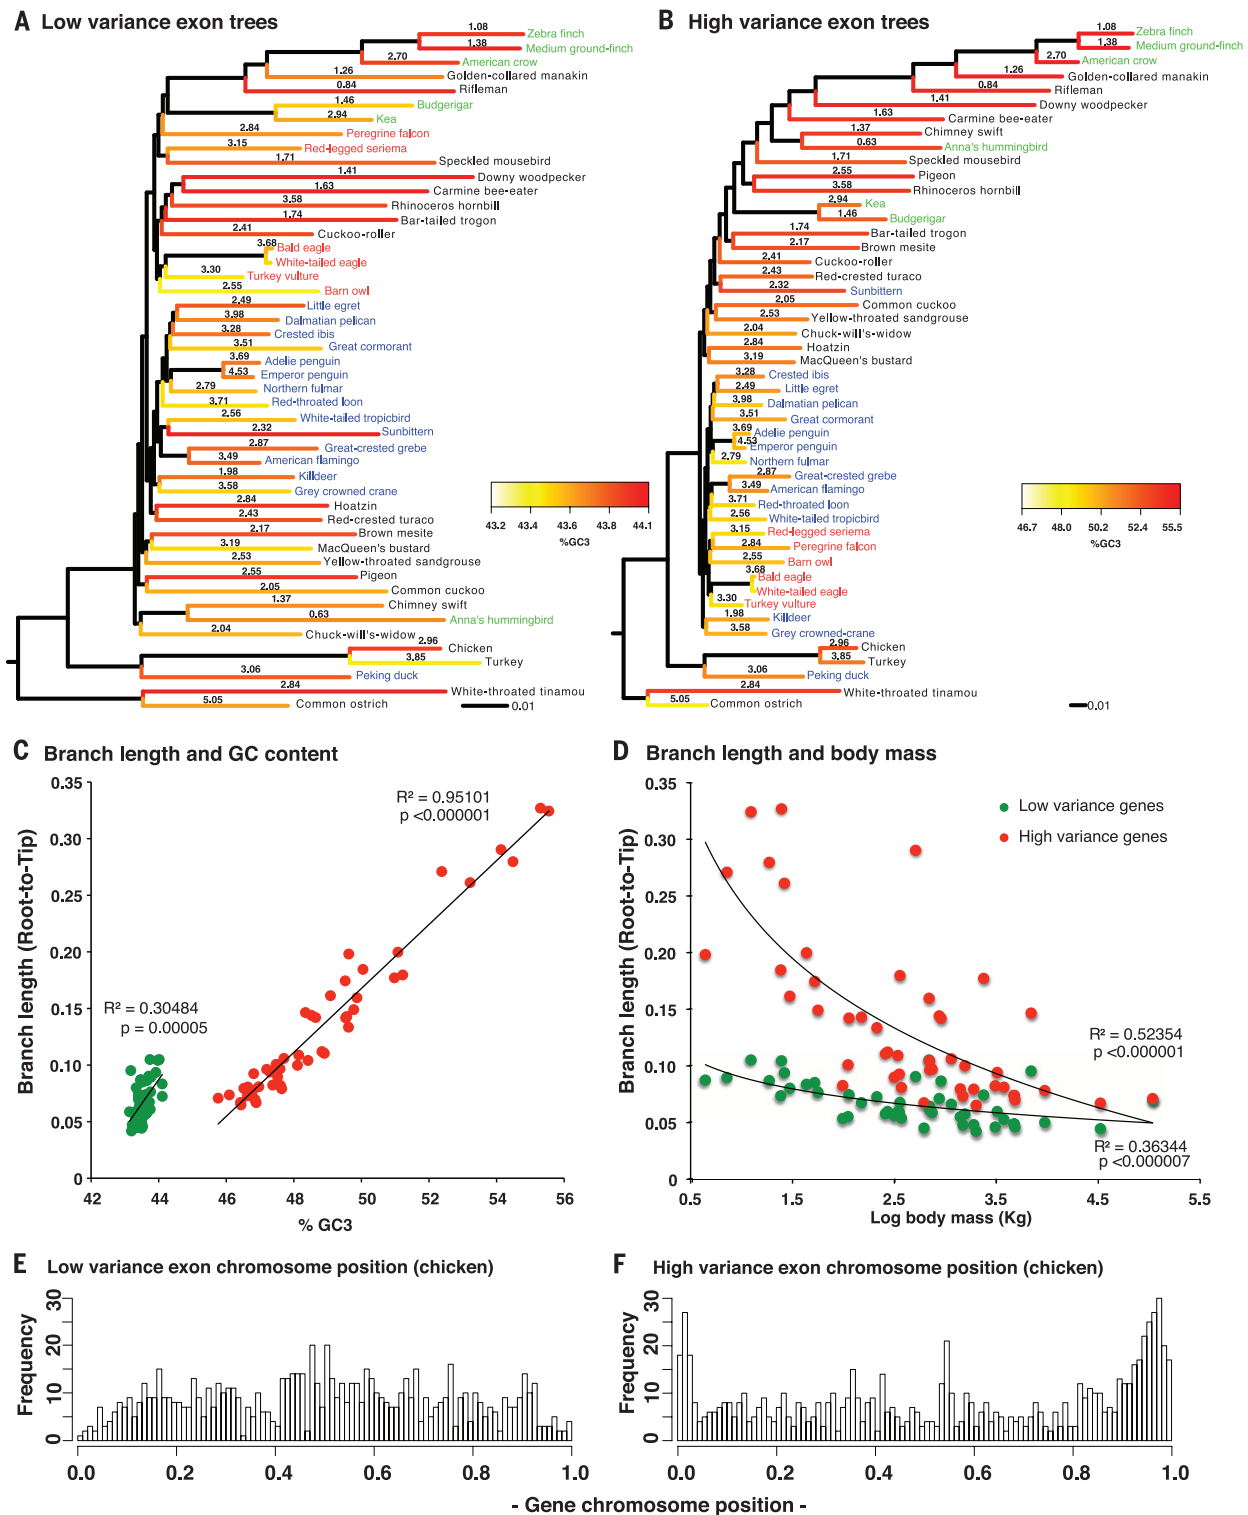 A Low variance exon trees
1.08 Zebra finch
1.38 Medium ground-finch
2.70 American crow
1.26 Golden-collared manakin
0.84 Rifleman
1.46 Budgerigar
2.94 Kea
2.84 Peregrine falcon
3.15 Red-legged seriema
1.71 Speckled mousebird
1.41 Downy woodpecker
1.63 Carmine bee-eater
3.58 Rhinoceros hornbill
1.74 Bar-tailed trogon
2.41 Cuckoo-roller
3.68 Bald eagle
White-tailed eagle
3.30 Turkey vulture
2.55 Barn owl
2.49 Little egret
3.98 Dalmatian pelican
3.28 Crested ibis
3.51 Great cormorant
3.69 Adelie penguin
4.53 Emperor penguin
2.79 Northern fulmar
3.71 Red-throated loon
2.56 White-tailed tropicbird
2.32 Sunbittern
2.87 Great-crested grebe
3.49 American flamingo
1.98 Killdeer
3.58 Grey crowned crane
2.84 Hoatzin
2.43 Red-crested turaco
2.17 Brown mesite
3.19 MacQueen's bustard
2.53 Yellow-throated sandgrouse
2.55 Pigeon
2.05 Common cuckoo
1.37 Chimney swift
0.63 Anna's hummingbird
2.04 Chuck-will's-widow
2.96 Chicken
3.85 Turkey
3.06 Peking duck
2.84 White-throated tinamou
5.05 Common ostrich
0.01
43.2 43.4 43.6 43.8 44.1
%GC3
B High variance exon trees
1.08 Zebra finch
1.38 Medium ground-finch
2.70 American crow
1.26 Golden-collared manakin
0.84 Rifleman
1.41 Downy woodpecker
1.63 Carmine bee-eater
1.37 Chimney swift
0.63 Anna's hummingbird
1.71 Speckled mousebird
2.55 Pigeon
3.58 Rhinoceros hornbill
2.94 Kea
1.46 Budgerigar
1.74 Bar-tailed trogon
2.17 Brown mesite
2.41 Cuckoo-roller
2.43 Red-crested turaco
2.32 Sunbittern
2.05 Common cuckoo
2.53 Yellow-throated sandgrouse
2.04 Chuck-will's-widow
2.84 Hoatzin
3.19 MacQueen's bustard
3.28 Crested ibis
2.49 Little egret
3.98 Dalmatian pelican
3.51 Great cormorant
3.69 Adelie penguin
4.53 Emperor penguin
2.79 Northern fulmar
2.87 Great-crested grebe
3.49 American flamingo
3.71 Red-throated loon
2.56 White-tailed tropicbird
3.15 Red-legged seriema
2.84 Peregrine falcon
2.55 Barn owl
3.68 Bald eagle
White-tailed eagle
3.30 Turkey vulture
1.98 Killdeer
3.58 Grey crowned-crane
2.96 Chicken
3.85 Turkey
3.06 Peking duck
2.84 White-throated tinamou
5.05 Common ostrich
0.01
46.7 48.0 50.2 52.4 55.5
%GC3
C Branch length and GC content
Branch length (Root-to-Tip)
0.35
0.30
0.25
0.20
0.15
0.10
0.05
0
R² = 0.95101
p <0.000001
R² = 0.30484
p = 0.00005
42 44 46 48 50 52 54 56
% GC3
D Branch length and body mass
Branch length (Root-to-Tip)
0.35
0.30
0.25
0.20
0.15
0.10
0.05
0
Low variance genes
High variance genes
R² = 0.52354
p <0.000001
R² = 0.36344
p <0.000007
0.5 1.5 2.5 3.5 4.5 5.5
Log body mass (Kg)
E Low variance exon chromosome position (chicken)
Frequency
30
20
10
0
0.0 0.2 0.4 0.6 0.8 1.0
F High variance exon chromosome position (chicken)
Frequency
30
20
10
0
0.0 0.2 0.4 0.6 0.8 1.0
- Gene chromosome position -